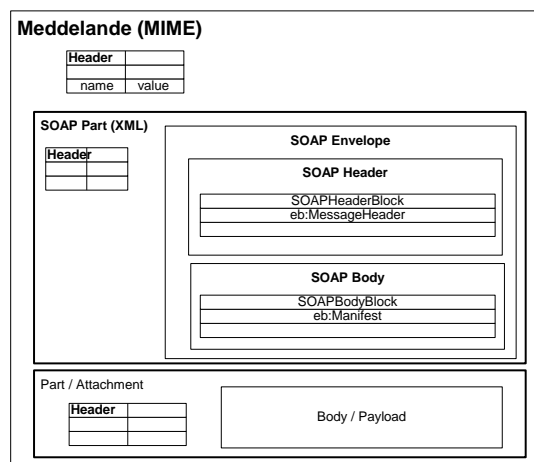 Meddelande (MIME)
Header
name value
SOAP Part (XML)
Header
SOAP Envelope
SOAP Header
SOAPHeaderBlock
eb:MessageHeader
SOAP Body
SOAPBodyBlock
eb:Manifest
Part / Attachment
Header
Body / Payload